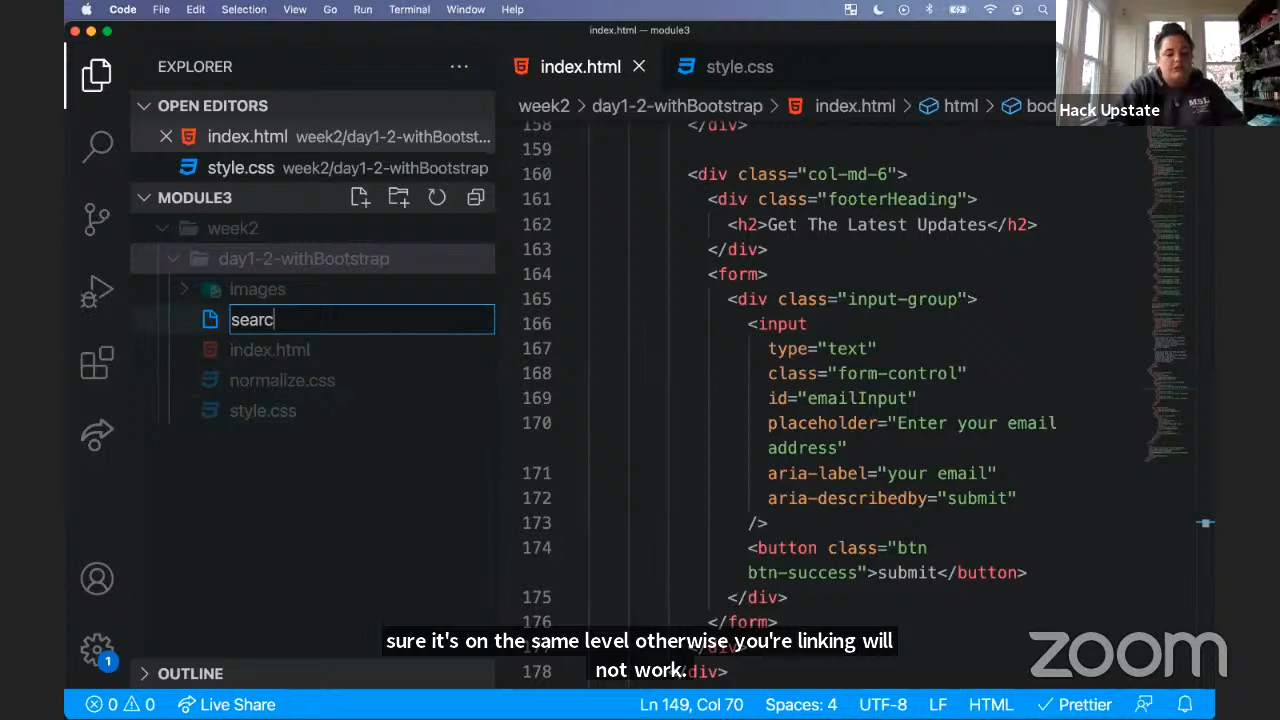 Code File Edit Selection View Go Run Terminal Window Help
index.html — module3
EXPLORER
index.html
style.css
OPEN EDITORS
index.html week2/day1-2-withBootst...
style.css week2/day1-2-withBootstrap
MODULE3
week2
day1-2-withBootstrap
images
searc
index.html
normalize.css
style.css
OUTLINE
week2 > day1-2-withBootstrap > index.html > html > bod
158 </div>
159
160 <div class="col-md-6">
161 <div class="footerHeading">
162 <h2>Get The Latest Updates</h2>
163 </div>
164 <form>
165 <div class="input-group">
166 <input
167 type="text"
168 class="form-control"
169 id="emailInput"
170 placeholder="Enter your email
address"
171 aria-label="your email"
172 aria-describedby="submit"
173 />
174 <button class="btn
btn-success">submit</button>
175 </div>
176 </form>
177
178 </div>
Hack Upstate
MSL
sure it's on the same level otherwise you're linking will
not work.
zoom
1
0 0 Live Share Ln 149, Col 70 Spaces: 4 UTF-8 LF HTML Prettier